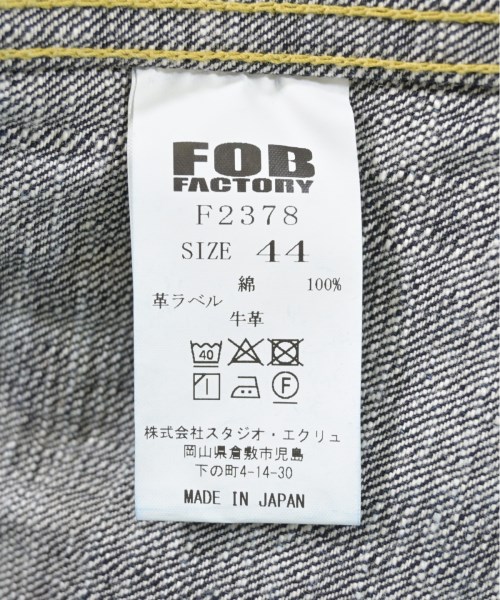 FOB
FACTORY
F2378
SIZE 44
綿 100%
革ラベル
牛革
40
F
株式会社スタジオ・エクリュ
岡山県倉敷市児島
下の町4-14-30
MADE IN JAPAN